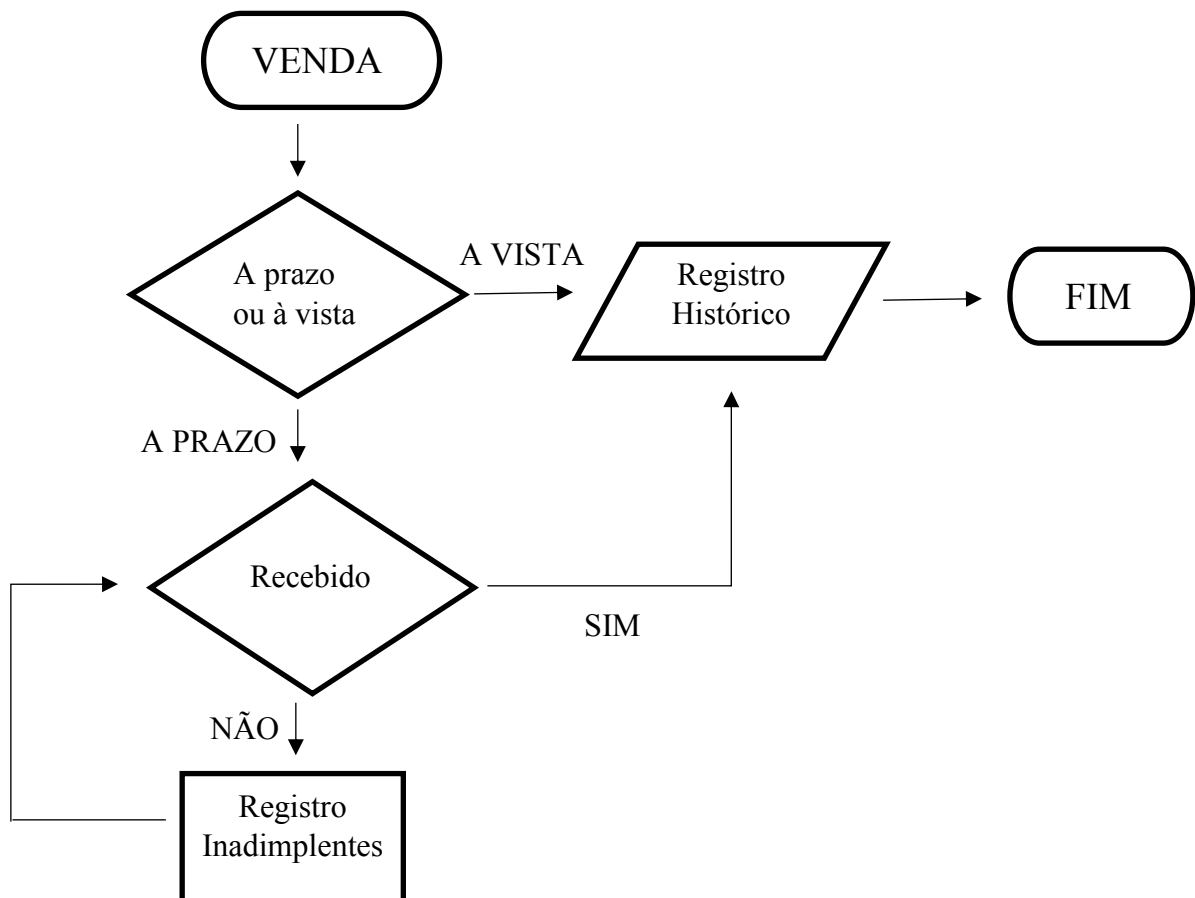 VENDA
A prazo
ou à vista
A VISTA
Registro
Histórico
FIM
A PRAZO
Recebido
SIM
NÃO
Registro
Inadimplentes